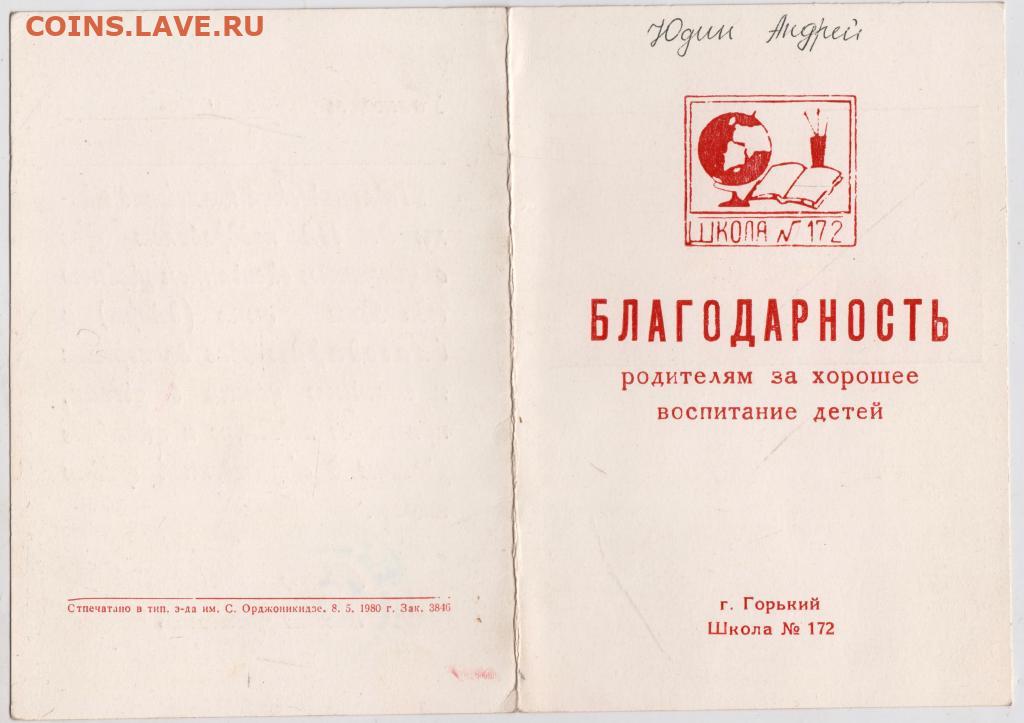 COINS.LAVE.RU
Юдин Андрей
ШКОЛА № 172
БЛАГОДАРНОСТЬ
родителям за хорошее
воспитание детей
г. Горький
Школа № 172
Отпечатано в тип. з-да им. С. Орджоникидзе. 8. 5. 1980 г. Зак. 3846